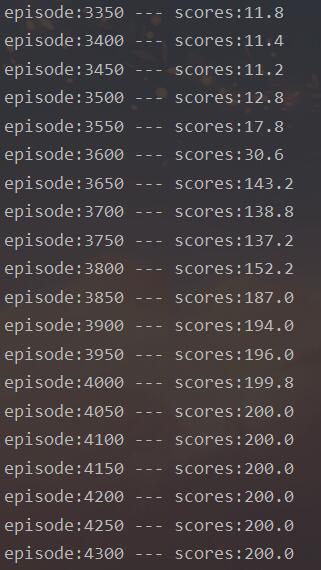 episode:3350 --- scores:11.8
episode:3400 --- scores:11.4
episode:3450 --- scores:11.2
episode:3500 --- scores:12.8
episode:3550 --- scores:17.8
episode:3600 --- scores:30.6
episode:3650 --- scores:143.2
episode:3700 --- scores:138.8
episode:3750 --- scores:137.2
episode:3800 --- scores:152.2
episode:3850 --- scores:187.0
episode:3900 --- scores:194.0
episode:3950 --- scores:196.0
episode:4000 --- scores:199.8
episode:4050 --- scores:200.0
episode:4100 --- scores:200.0
episode:4150 --- scores:200.0
episode:4200 --- scores:200.0
episode:4250 --- scores:200.0
episode:4300 --- scores:200.0